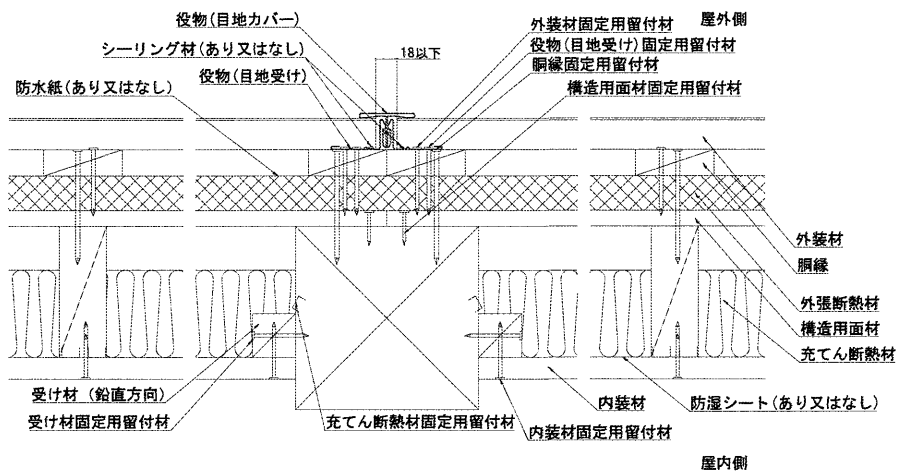 役物(目地カバー)
外装材固定用留付材
屋外側
シーリング材(あり又はなし)
18以下
役物(目地受け)固定用留付材
役物(目地受け)
胴縁固定用留付材
防水紙(あり又はなし)
構造用面材固定用留付材
外装材
胴縁
外張断熱材
構造用面材
充てん断熱材
受け材 (鉛直方向)
内装材
防湿シート(あり又はなし)
受け材固定用留付材
充てん断熱材固定用留付材
内装材固定用留付材
屋内側